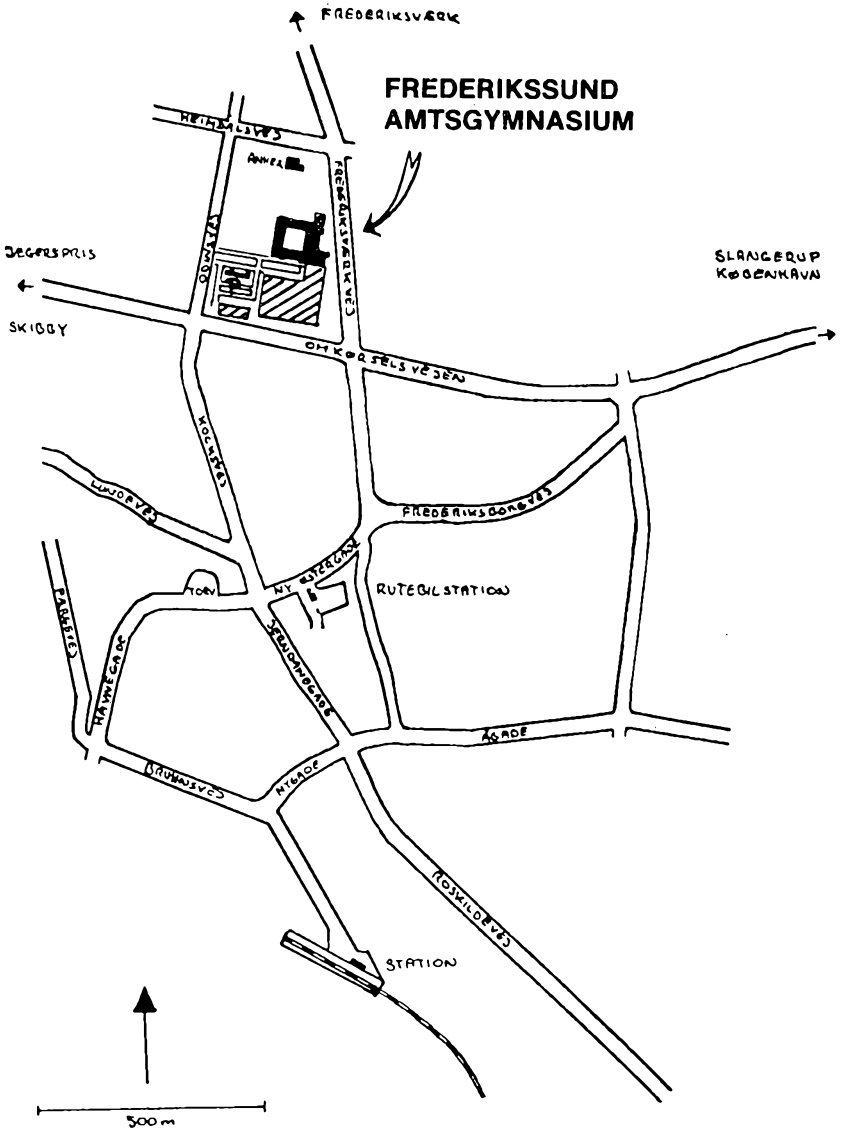 FREDERIKSVÆRK
FREDERIKSSUND
AMTSGYMNASIUM
HEIMDALSVEJ
ANNEX
FREDERIKSVÆRKVEJ
JÆGERSPRIS
SLANGERUP
KØBENHAVN
SKIBBY
OMKØRSELSVEJEN
KOCKSVEJ
LUNDEVEJ
FREDERIKSBORGVEJ
NY ØSTERGADE
TORV
RUTEBILSTATION
PARKVEJ
HAVNEGADE
JERNBANEGADE
ÅGADE
BRUHNSVEJ
NYGADE
ROSKILDEVEJ
STATION
500 m